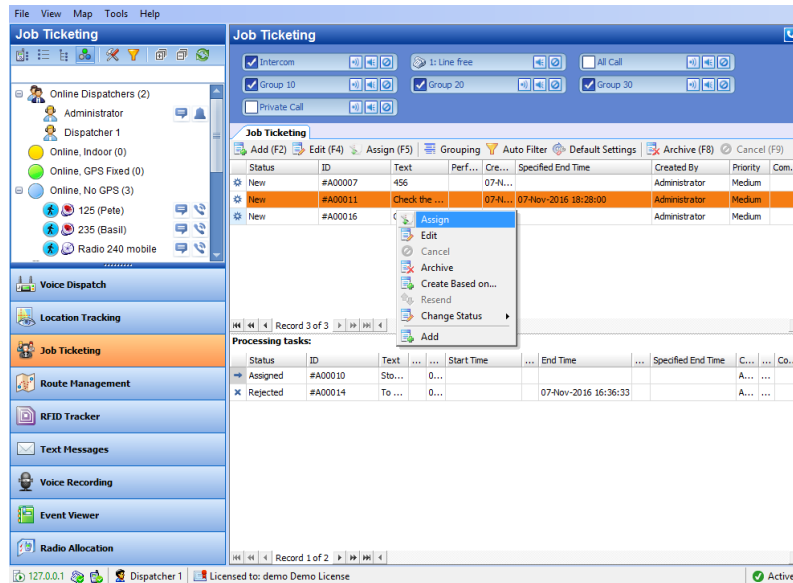 File View Map Tools Help
Job Ticketing
Online Dispatchers (2)
Administrator
Dispatcher 1
Online, Indoor (0)
Online, GPS Fixed (0)
Online, No GPS (3)
125 (Pete)
235 (Basil)
Radio 240 mobile
Voice Dispatch
Location Tracking
Job Ticketing
Route Management
RFID Tracker
Text Messages
Voice Recording
Event Viewer
Radio Allocation
Job Ticketing
Intercom 1: Line free All Call
Group 10 Group 20 Group 30
Private Call
Job Ticketing
Add (F2) Edit (F4) Assign (F5) Grouping Auto Filter Default Settings Archive (F8) Cancel (F9)
Status ID Text Perf... Cre... Specified End Time Created By Priority Com.
New #A00007 456 07-N... Administrator Medium
New #A00011 Check the ... 07-N... 07-Nov-2016 18:28:00 Administrator Medium
New #A00016 Administrator Medium
Assign
Edit
Cancel
Archive
Create Based on...
Resend
Change Status
Add
Record 3 of 3
Processing tasks:
Status ID Text ... ... Start Time ... End Time ... Specified End Time C... ... Co..
Assigned #A00010 Sto... 0... A... ...
Rejected #A00014 To ... 0... 07-Nov-2016 16:36:33 A... ...
Record 1 of 2
127.0.0.1 Dispatcher 1 Licensed to: demo Demo License Active